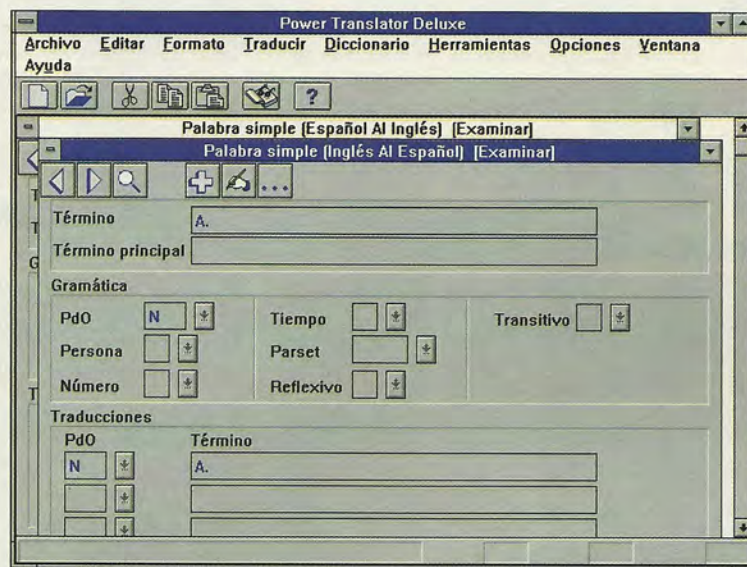 Power Translator Deluxe
Archivo Editar Formato Traducir Diccionario Herramientas Opciones Ventana
Ayuda
?
Palabra simple (Español Al Inglés) [Examinar]
Palabra simple (Inglés Al Español) [Examinar]
...
T
Término A.
T
Término principal
G
Gramática
PdO N Tiempo Transitivo
Persona Parset
T
Número Reflexivo
Traducciones
PdO Término
N A.